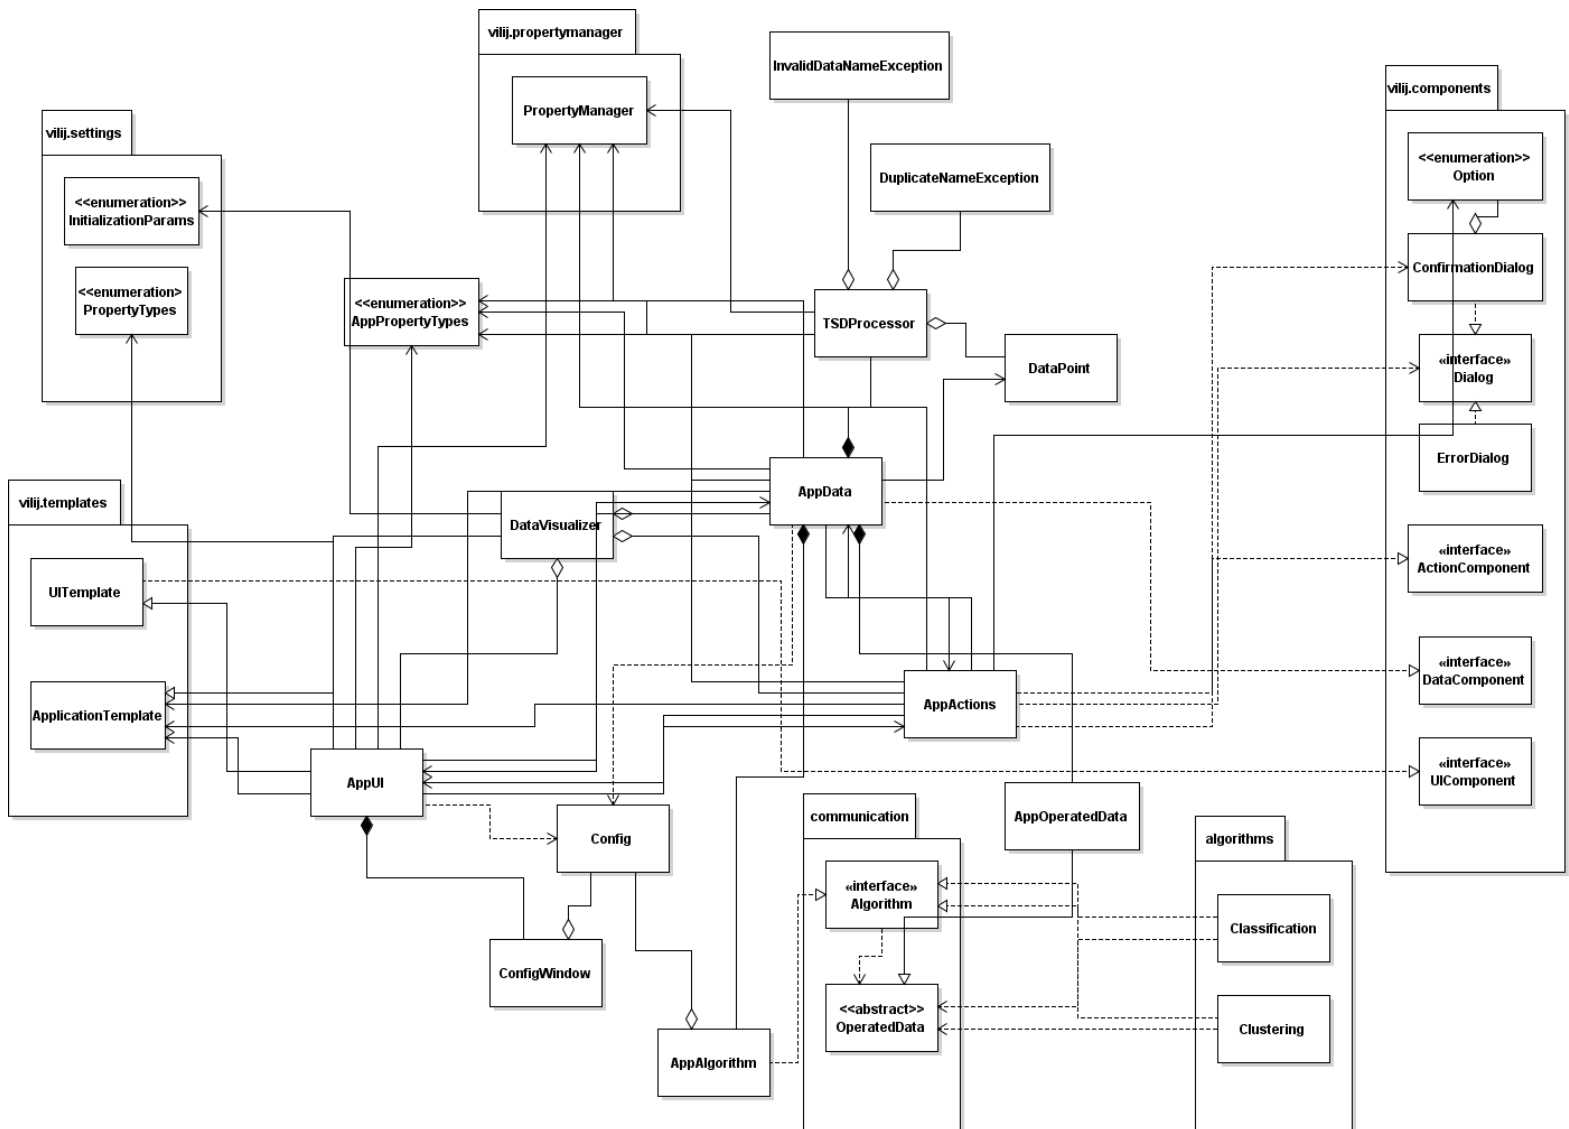 vilij.propertymanager
PropertyManager
InvalidDataNameException
vilij.components
<<enumeration>>
Option
ConfirmationDialog
«interface»
Dialog
ErrorDialog
«interface»
ActionComponent
«interface»
DataComponent
«interface»
UIComponent
vilij.settings
<<enumeration>>
InitializationParams
<<enumeration>
PropertyTypes
DuplicateNameException
<<enumeration>>
AppPropertyTypes
TSDProcessor
DataPoint
AppData
DataVisualizer
vilij.templates
UITemplate
ApplicationTemplate
AppActions
AppUI
Config
ConfigWindow
AppAlgorithm
communication
«interface»
Algorithm
<<abstract>>
OperatedData
AppOperatedData
algorithms
Classification
Clustering